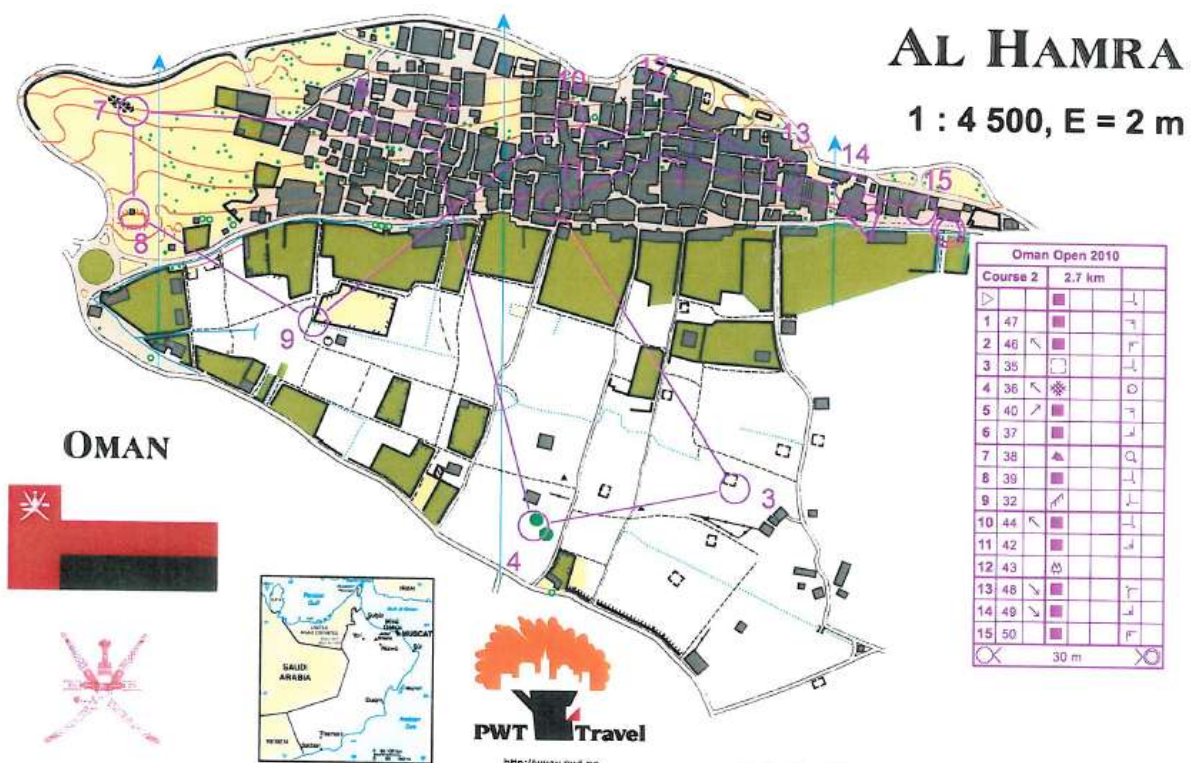 AL HAMRA
1 : 4 500, E = 2 m
7
10
12
13
14
15
8
9
3
4
OMAN
Oman Open 2010
Course 2 2.7 km
1 47
2 46
3 35
4 36
5 40
6 37
7 38
8 39
9 32
10 44
11 42
12 43
13 48
14 49
15 50
30 m
IRAN
MUSCAT
SAUDI
ARABIA
YEMEN
PWT Travel